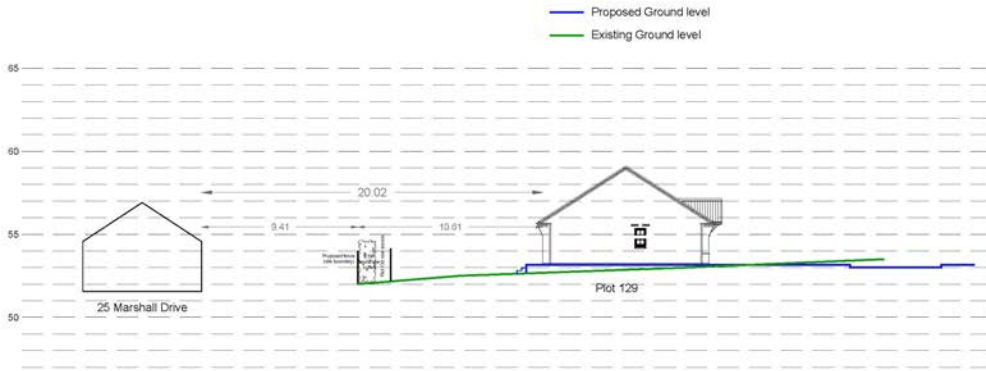 Proposed Ground level
Existing Ground level
65
60
20.02
9.41
10.61
55
25 Marshall Drive
Plot 129
50